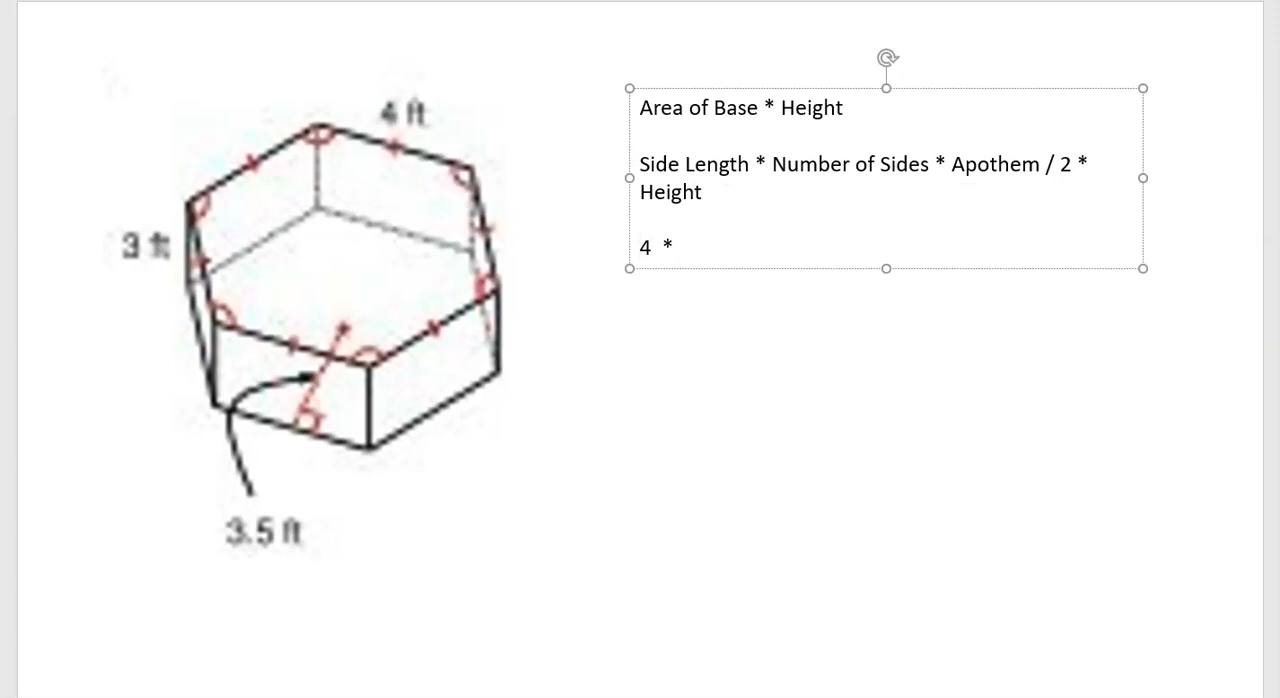 4 ft
Area of Base * Height
Side Length * Number of Sides * Apothem / 2 *
Height
3 ft
4  *
3.5 ft